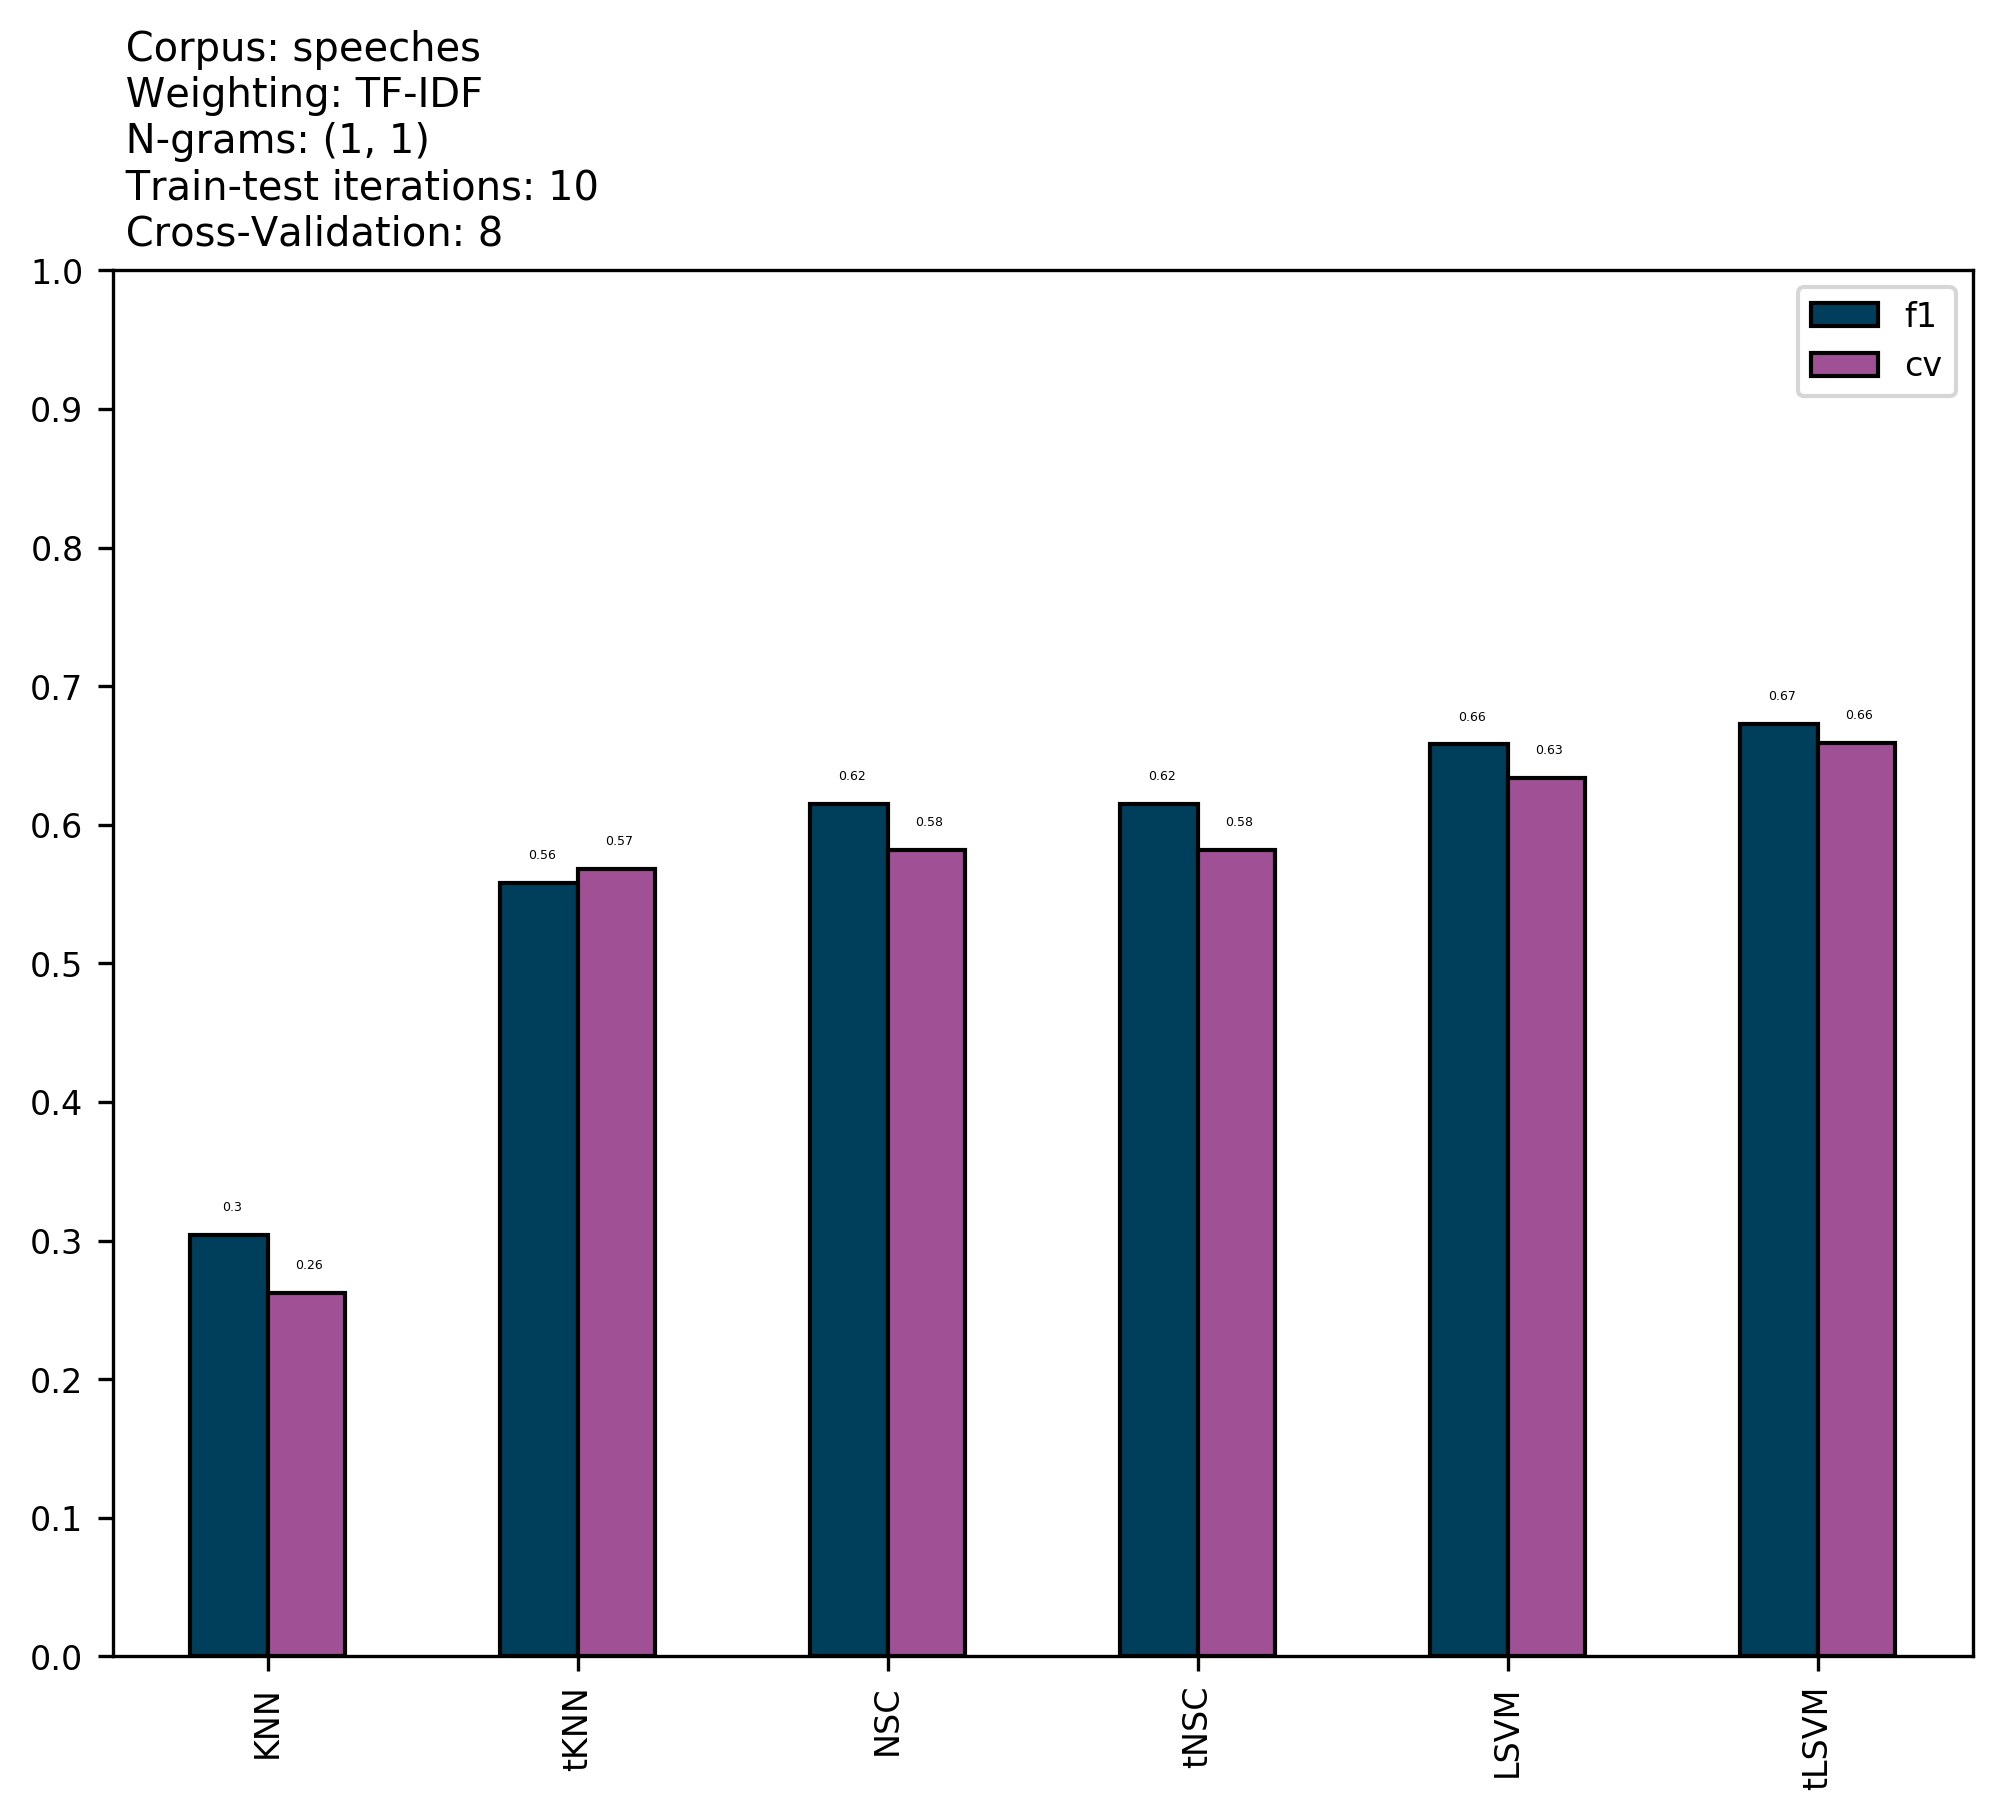 Corpus: speeches
Weighting: TF-IDF
N-grams: (1, 1)
Train-test iterations: 10
Cross-Validation: 8
1.0
0.9
0.8
0.7
0.6
0.5
0.4
0.3
0.2
0.1
0.0
f1
cv
0.3
0.26
0.56
0.57
0.62
0.58
0.62
0.58
0.66
0.63
0.67
0.66
KNN
tKNN
NSC
tNSC
LSVM
tLSVM